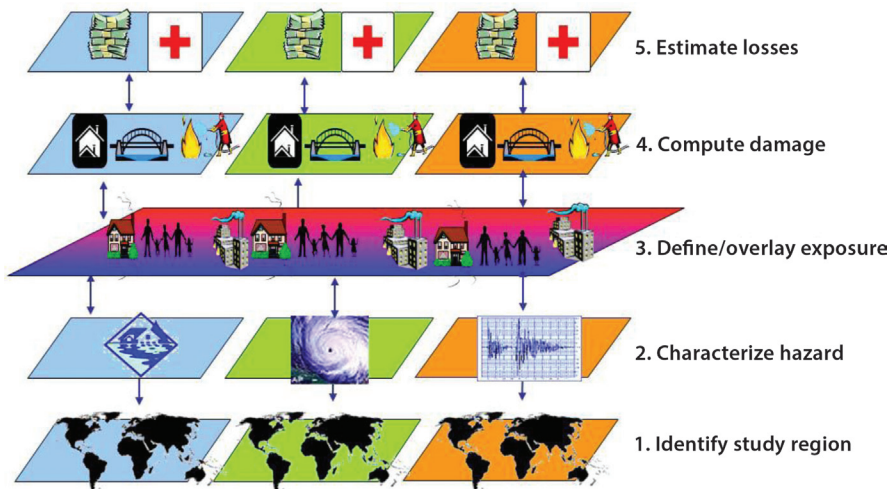 5. Estimate losses
4. Compute damage
3. Define/overlay exposure
2. Characterize hazard
1. Identify study region